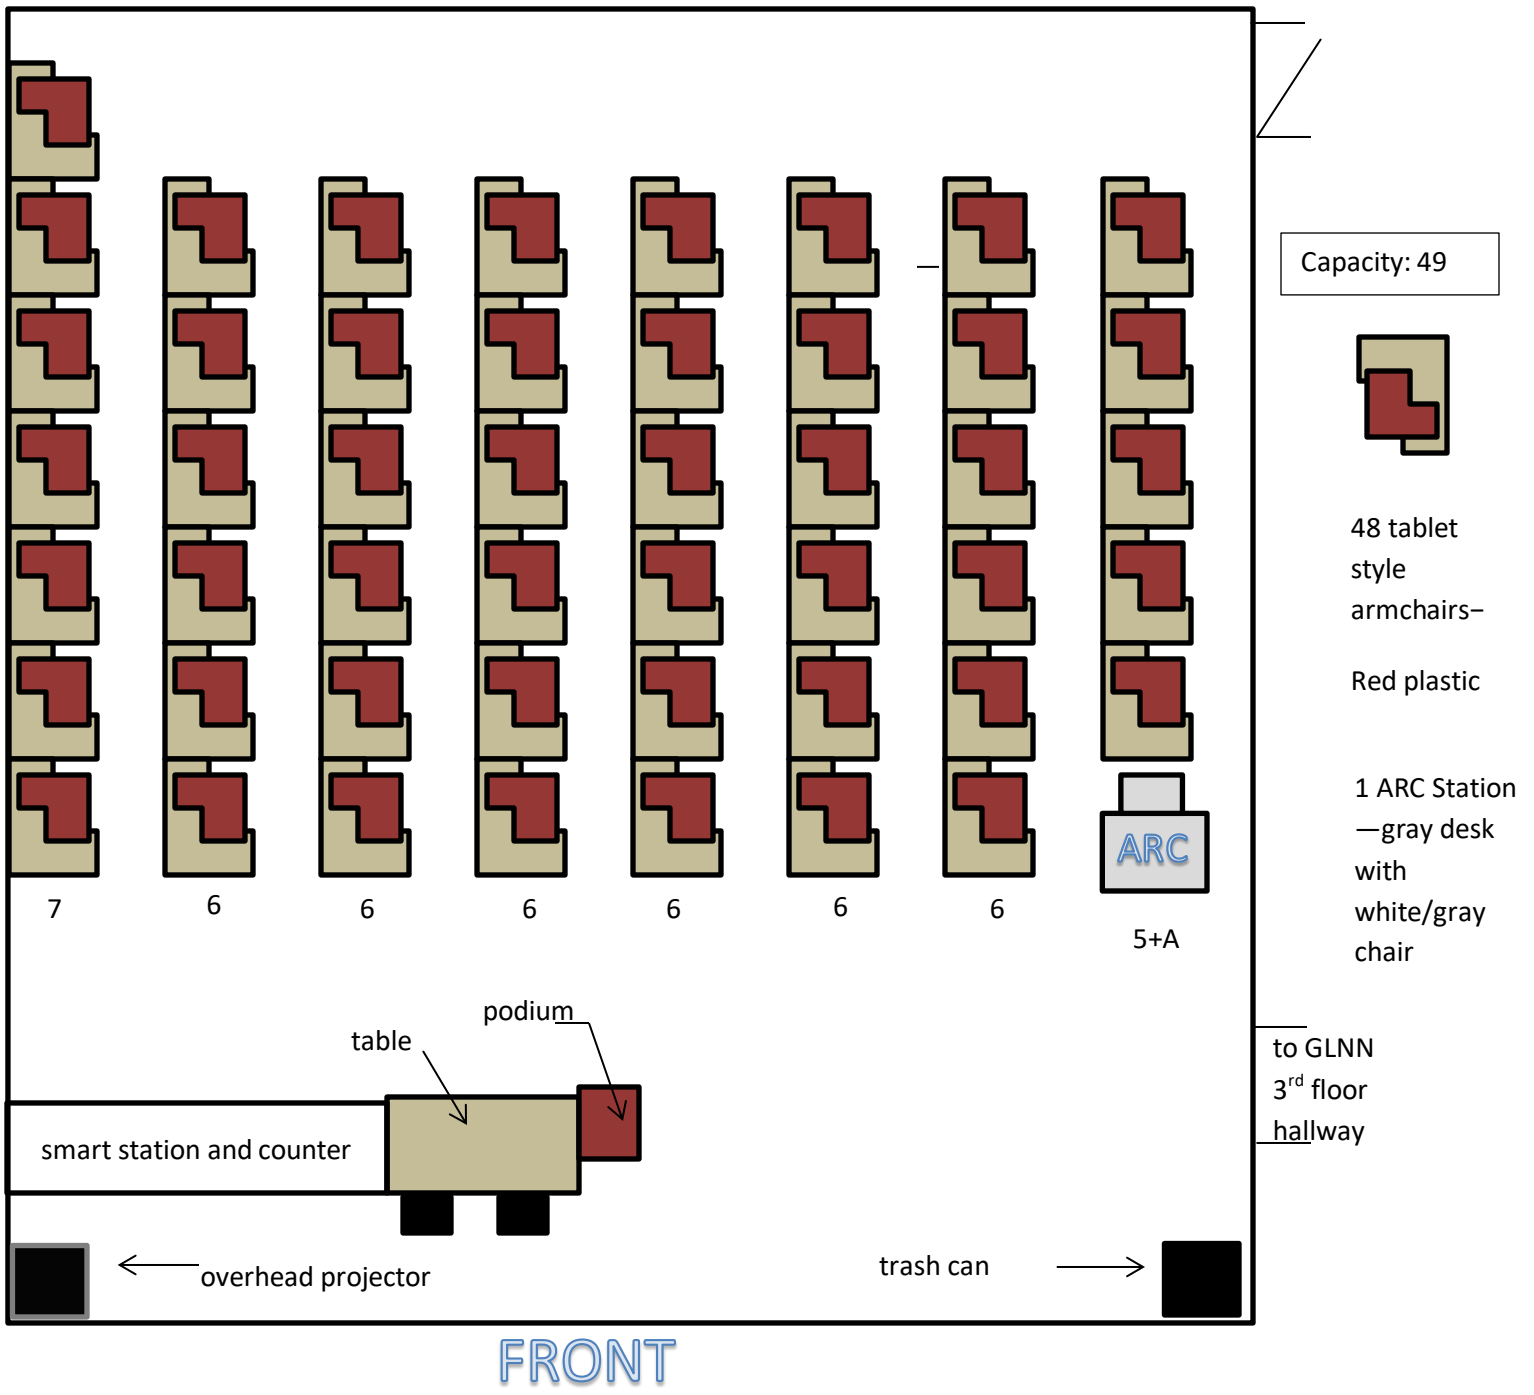 Capacity: 49
48 tablet
style
armchairs–
Red plastic
1 ARC Station
—gray desk
with
white/gray
chair
ARC
7
6
6
6
6
6
6
5+A
podium
table
to GLNN
3rd floor
hallway
smart station and counter
overhead projector
trash can
FRONT